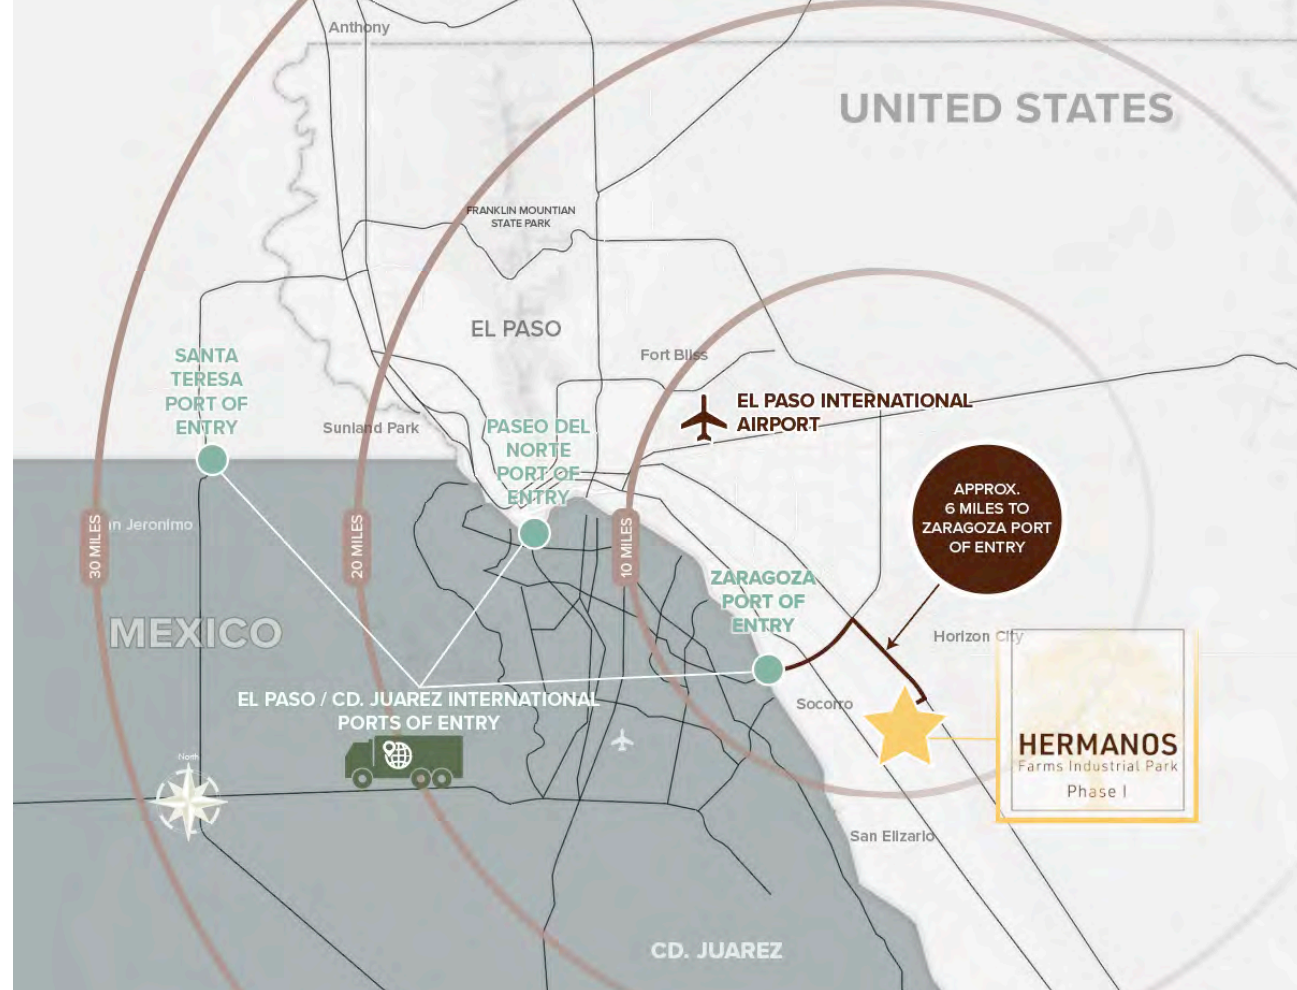 Anthony
UNITED STATES
FRANKLIN MOUNTIAN
STATE PARK
EL PASO
Fort Bliss
SANTA
TERESA
PORT OF
ENTRY
EL PASO INTERNATIONAL
AIRPORT
Sunland Park
PASEO DEL
NORTE
PORT OF
ENTRY
APPROX.
6 MILES TO
ZARAGOZA PORT
OF ENTRY
30 MILES
20 MILES
10 MILES
Jeronimo
ZARAGOZA
PORT OF
ENTRY
MEXICO
Horizon City
EL PASO / CD. JUAREZ INTERNATIONAL
PORTS OF ENTRY
Socorro
HERMANOS
Farms Industrial Park
Phase I
North
San Elizario
CD. JUAREZ